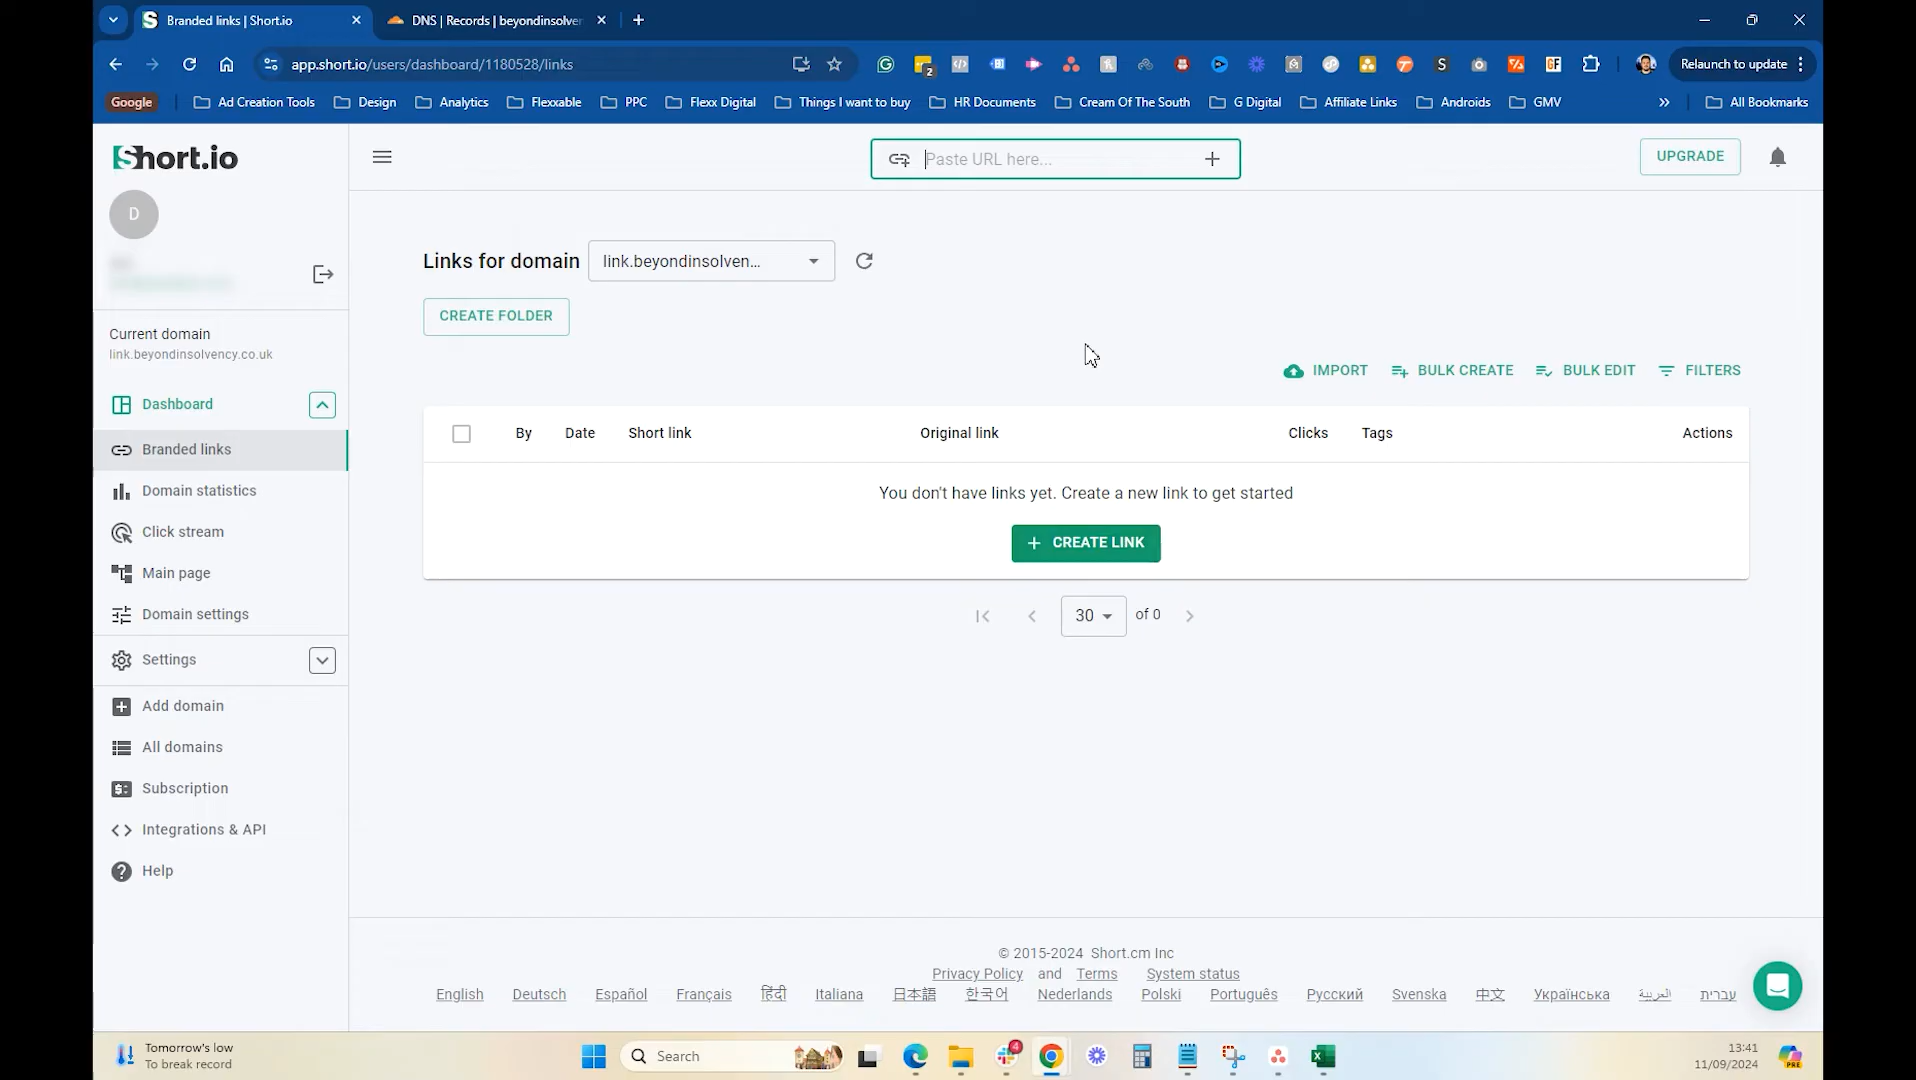 Branded links | Short.io
DNS | Records | beyondinsolven
app.short.io/users/dashboard/1180528/links
2
S
GF
Relaunch to update
Google
Ad Creation Tools
Design
Analytics
Flexxable
PPC
Flexx Digital
Things I want to buy
HR Documents
Cream Of The South
G Digital
Affiliate Links
Androids
GMV
»
All Bookmarks
Short.io
Paste URL here...
UPGRADE
D
Links for domain
link.beyondinsolven...
CREATE FOLDER
Current domain
link.beyondinsolvency.co.uk
IMPORT
BULK CREATE
BULK EDIT
FILTERS
Dashboard
Branded links
Domain statistics
Click stream
Main page
Domain settings
Settings
Add domain
All domains
Subscription
Integrations & API
Help
By
Date
Short link
Original link
Clicks
Tags
Actions
You don't have links yet. Create a new link to get started
+ CREATE LINK
30
of 0
© 2015-2024 Short.cm Inc
Privacy Policy and Terms System status
English
Deutsch
Español
Français
हिंदी
Italiana
日本語
한국어
Nederlands
Polski
Português
Русский
Svenska
中文
Українська
العربية
עברית
Tomorrow's low
To break record
Search
4
13:41
11/09/2024
PRE